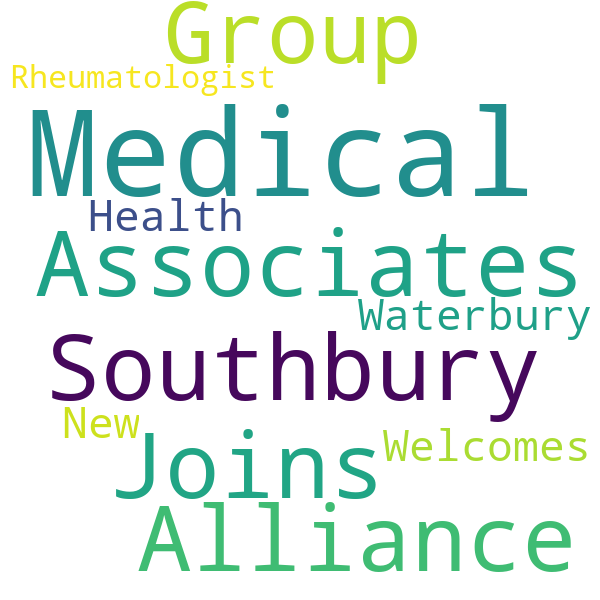 Group
Rheumatologist
Medical
Health
Associates
Waterbury
Southbury
New
Joins
Welcomes
Alliance